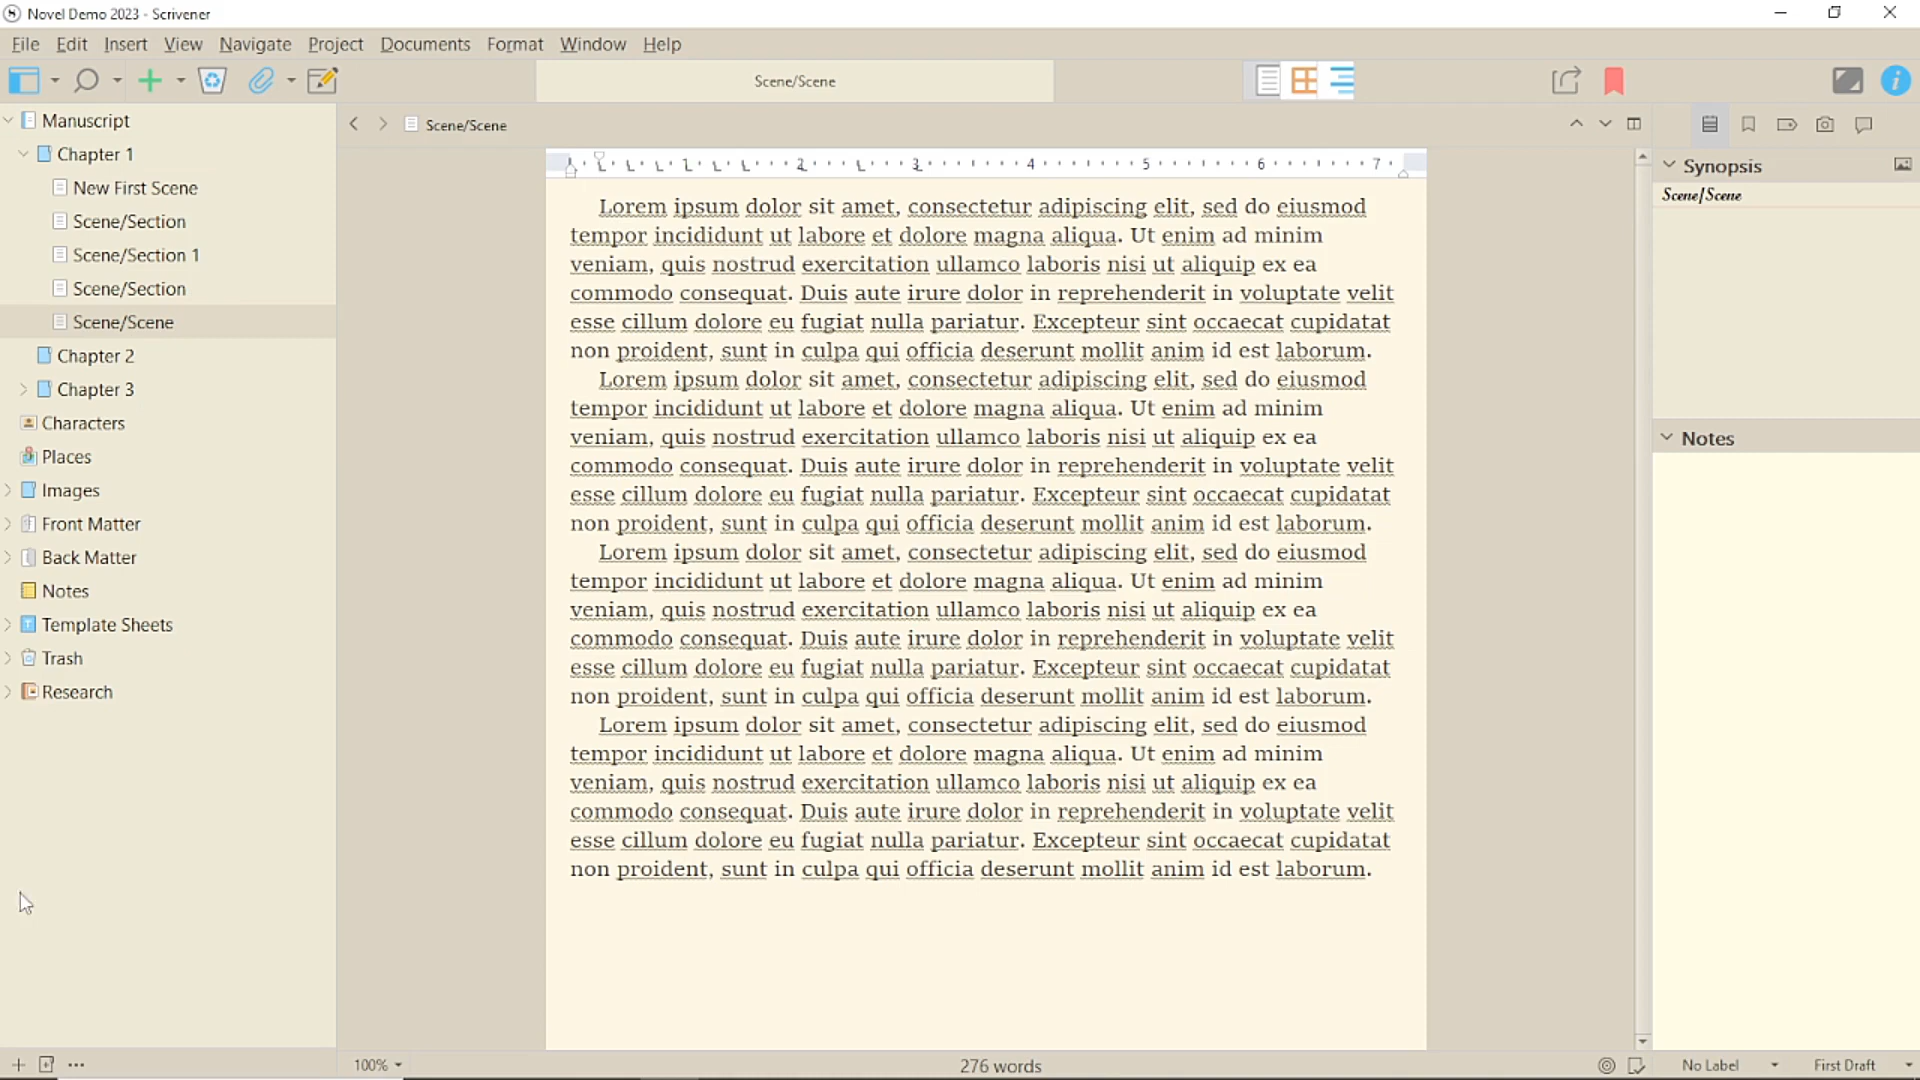 Novel Demo 2023 - Scrivener
File Edit Insert View Navigate Project Documents Format Window Help
Scene/Scene
Manuscript
Chapter 1
New First Scene
Scene/Section
Scene/Section 1
Scene/Section
Scene/Scene
Chapter 2
Chapter 3
Characters
Places
Images
Front Matter
Back Matter
Notes
Template Sheets
Trash
Research
Scene/Scene
1 2 3 4 5 6 7
Lorem ipsum dolor sit amet, consectetur adipiscing elit, sed do eiusmod
tempor incididunt ut labore et dolore magna aliqua. Ut enim ad minim
veniam, quis nostrud exercitation ullamco laboris nisi ut aliquip ex ea
commodo consequat. Duis aute irure dolor in reprehenderit in voluptate velit
esse cillum dolore eu fugiat nulla pariatur. Excepteur sint occaecat cupidatat
non proident, sunt in culpa qui officia deserunt mollit anim id est laborum.
Lorem ipsum dolor sit amet, consectetur adipiscing elit, sed do eiusmod
tempor incididunt ut labore et dolore magna aliqua. Ut enim ad minim
veniam, quis nostrud exercitation ullamco laboris nisi ut aliquip ex ea
commodo consequat. Duis aute irure dolor in reprehenderit in voluptate velit
esse cillum dolore eu fugiat nulla pariatur. Excepteur sint occaecat cupidatat
non proident, sunt in culpa qui officia deserunt mollit anim id est laborum.
Lorem ipsum dolor sit amet, consectetur adipiscing elit, sed do eiusmod
tempor incididunt ut labore et dolore magna aliqua. Ut enim ad minim
veniam, quis nostrud exercitation ullamco laboris nisi ut aliquip ex ea
commodo consequat. Duis aute irure dolor in reprehenderit in voluptate velit
esse cillum dolore eu fugiat nulla pariatur. Excepteur sint occaecat cupidatat
non proident, sunt in culpa qui officia deserunt mollit anim id est laborum.
Lorem ipsum dolor sit amet, consectetur adipiscing elit, sed do eiusmod
tempor incididunt ut labore et dolore magna aliqua. Ut enim ad minim
veniam, quis nostrud exercitation ullamco laboris nisi ut aliquip ex ea
commodo consequat. Duis aute irure dolor in reprehenderit in voluptate velit
esse cillum dolore eu fugiat nulla pariatur. Excepteur sint occaecat cupidatat
non proident, sunt in culpa qui officia deserunt mollit anim id est laborum.
Synopsis
Scene/Scene
Notes
100%
276 words
No Label
First Draft